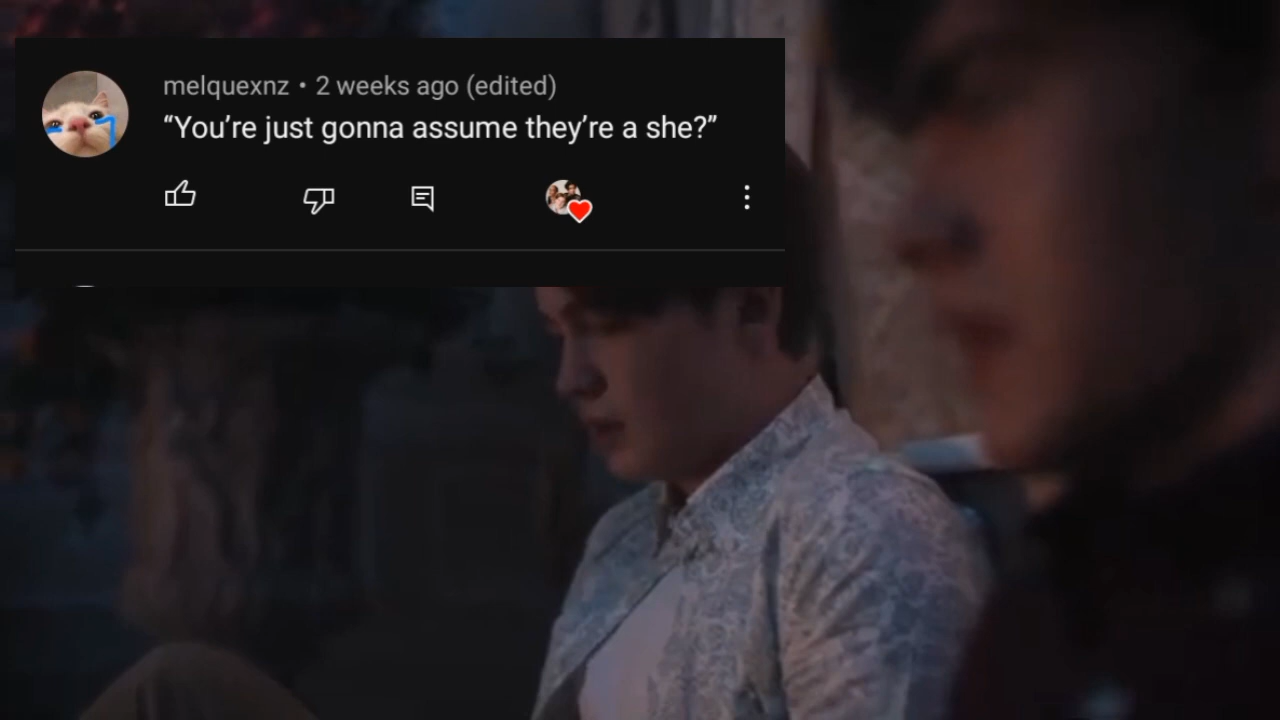 melquexnz • 2 weeks ago (edited)
“You’re just gonna assume they’re a she?”